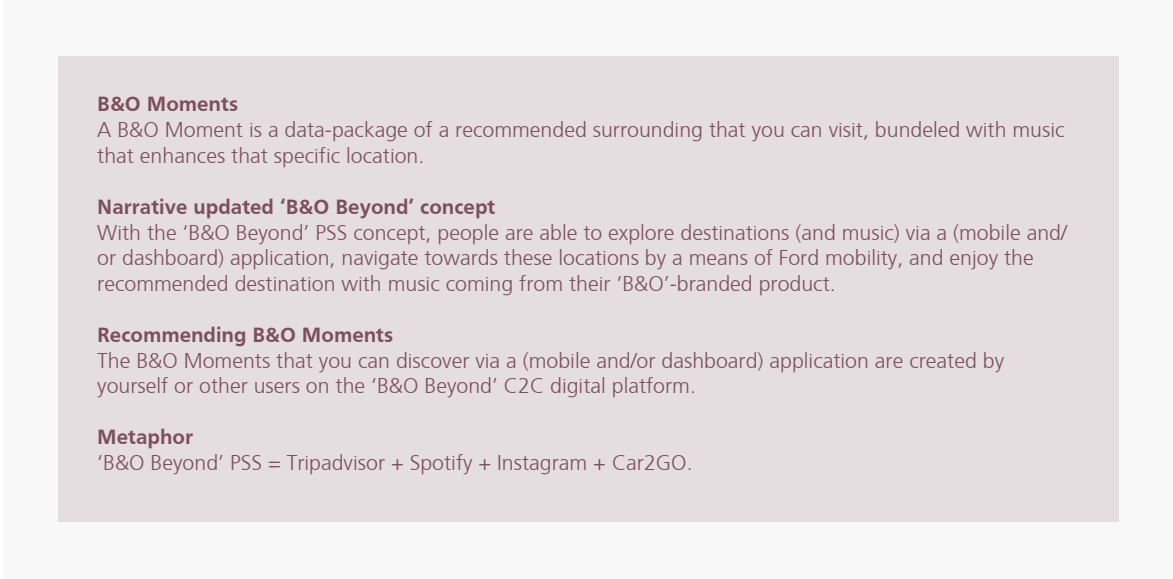 B&O Moments
A B&O Moment is a data-package of a recommended surrounding that you can visit, bundeled with music
that enhances that specific location.
Narrative updated ‘B&O Beyond’ concept
With the ‘B&O Beyond’ PSS concept, people are able to explore destinations (and music) via a (mobile and/
or dashboard) application, navigate towards these locations by a means of Ford mobility, and enjoy the
recommended destination with music coming from their ‘B&O’-branded product.
Recommending B&O Moments
The B&O Moments that you can discover via a (mobile and/or dashboard) application are created by
yourself or other users on the ‘B&O Beyond’ C2C digital platform.
Metaphor
‘B&O Beyond’ PSS = Tripadvisor + Spotify + Instagram + Car2GO.